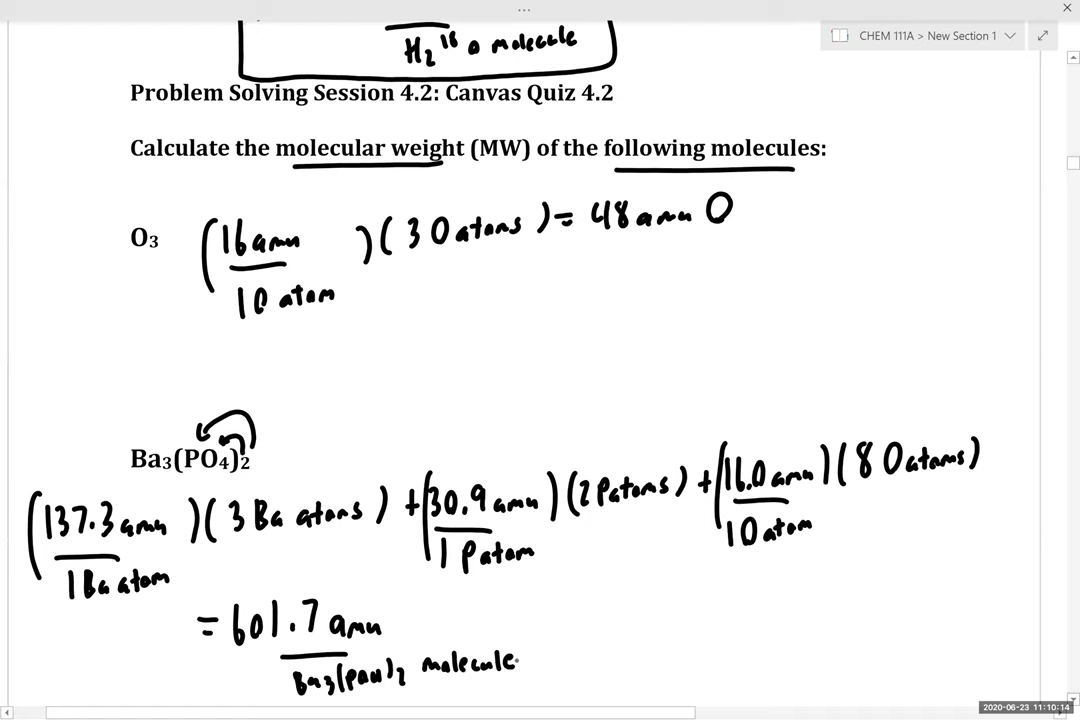 CHEM 111A > New Section 1
H2 16 O molecule
Problem Solving Session 4.2: Canvas Quiz 4.2
Calculate the molecular weight (MW) of the following molecules:
O3 (16 amu / 1 O atom) (3 O atoms) = 48 amu O
Ba3(PO4)2
(137.3 amu / 1 Ba atom) (3 Ba atoms) + (30.9 amu / 1 P atom) (2 P atoms) + (16.0 amu / 1 O atom) (8 O atoms)
= 601.7 amu
Ba3(PO4)2 molecule
2020-06-23 11:10:14